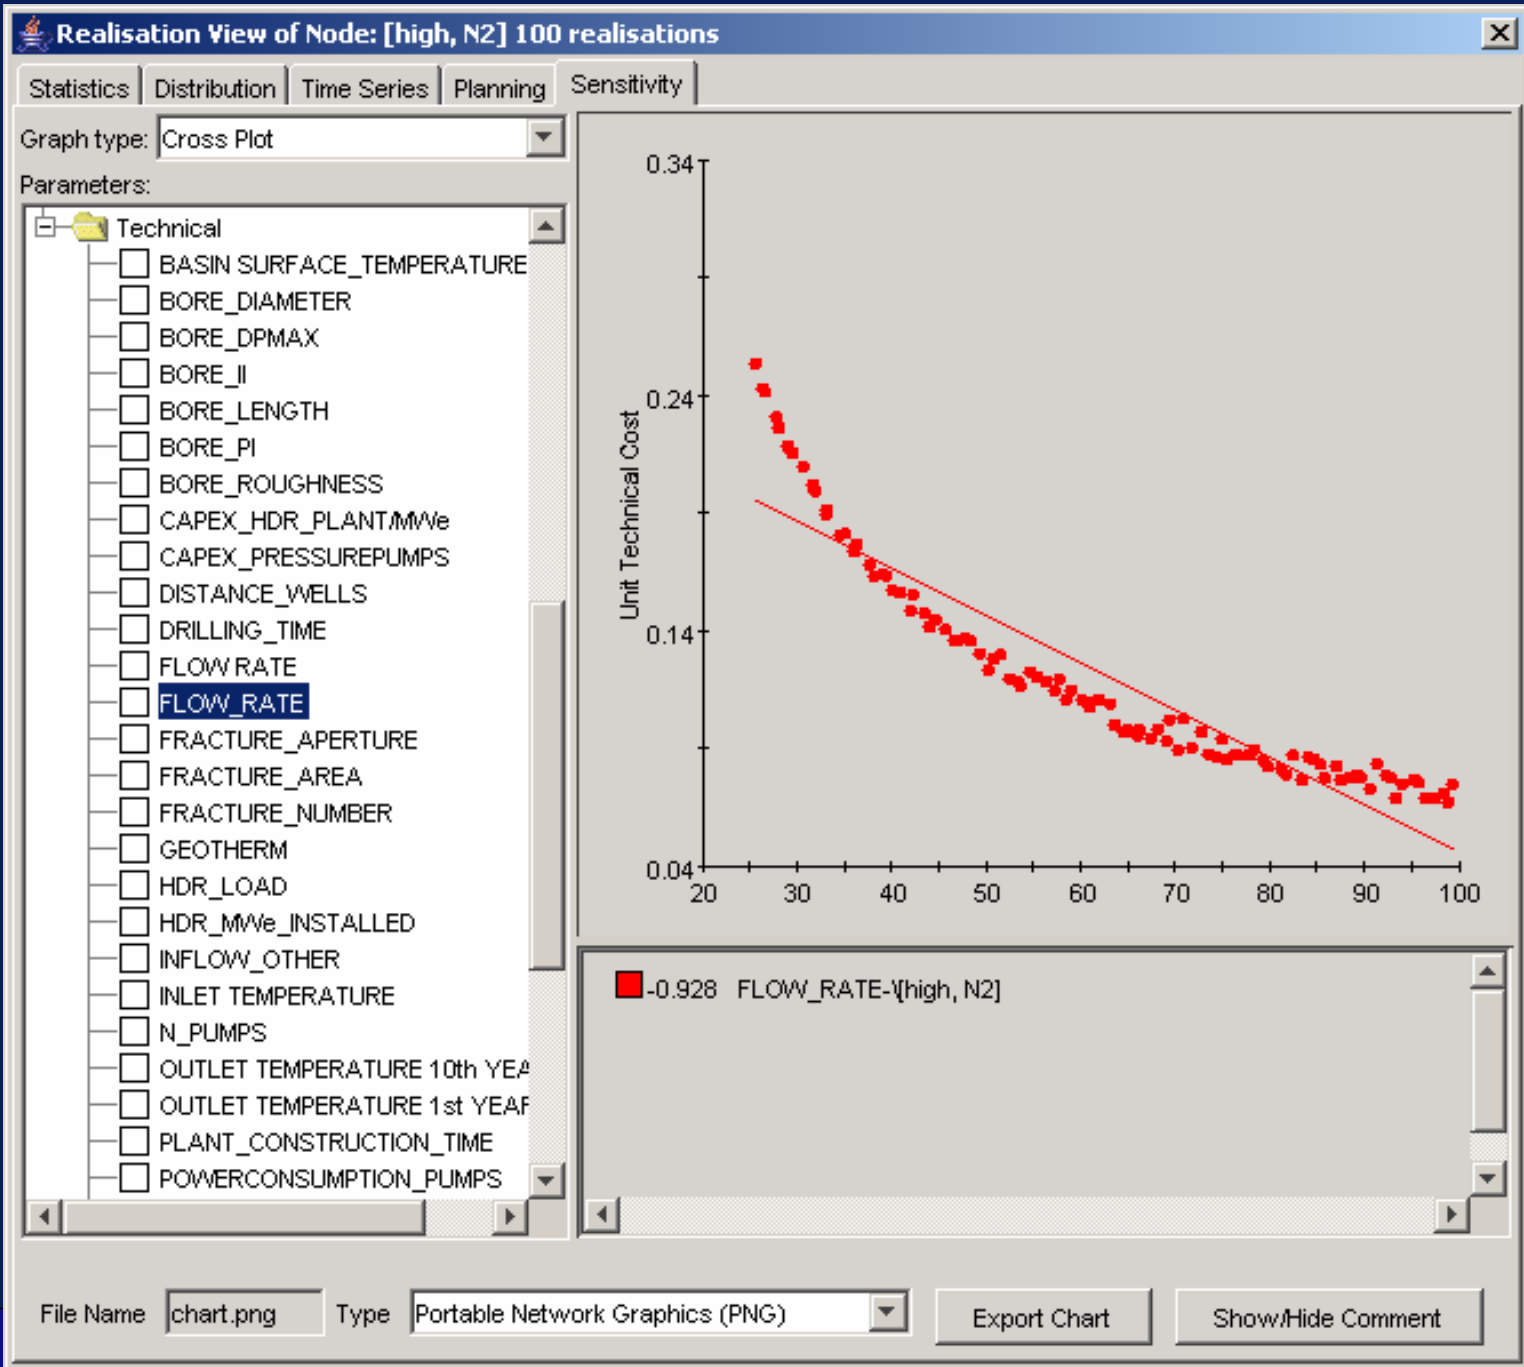 Realisation View of Node: [high, N2] 100 realisations
Statistics Distribution Time Series Planning Sensitivity
Graph type: Cross Plot
Parameters:
Technical
BASIN SURFACE_TEMPERATURE
BORE_DIAMETER
BORE_DPMAX
BORE_II
BORE_LENGTH
BORE_PI
BORE_ROUGHNESS
CAPEX_HDR_PLANT/MWe
CAPEX_PRESSUREPUMPS
DISTANCE_WELLS
DRILLING_TIME
FLOW RATE
FLOW_RATE
FRACTURE_APERTURE
FRACTURE_AREA
FRACTURE_NUMBER
GEOTHERM
HDR_LOAD
HDR_MWe_INSTALLED
INFLOW_OTHER
INLET TEMPERATURE
N_PUMPS
OUTLET TEMPERATURE 10th YEA
OUTLET TEMPERATURE 1st YEAR
PLANT_CONSTRUCTION_TIME
POWERCONSUMPTION_PUMPS
0.34
0.24
0.14
0.04
Unit Technical Cost
20 30 40 50 60 70 80 90 100
-0.928 FLOW_RATE-\[high, N2]
File Name chart.png Type Portable Network Graphics (PNG) Export Chart Show/Hide Comment